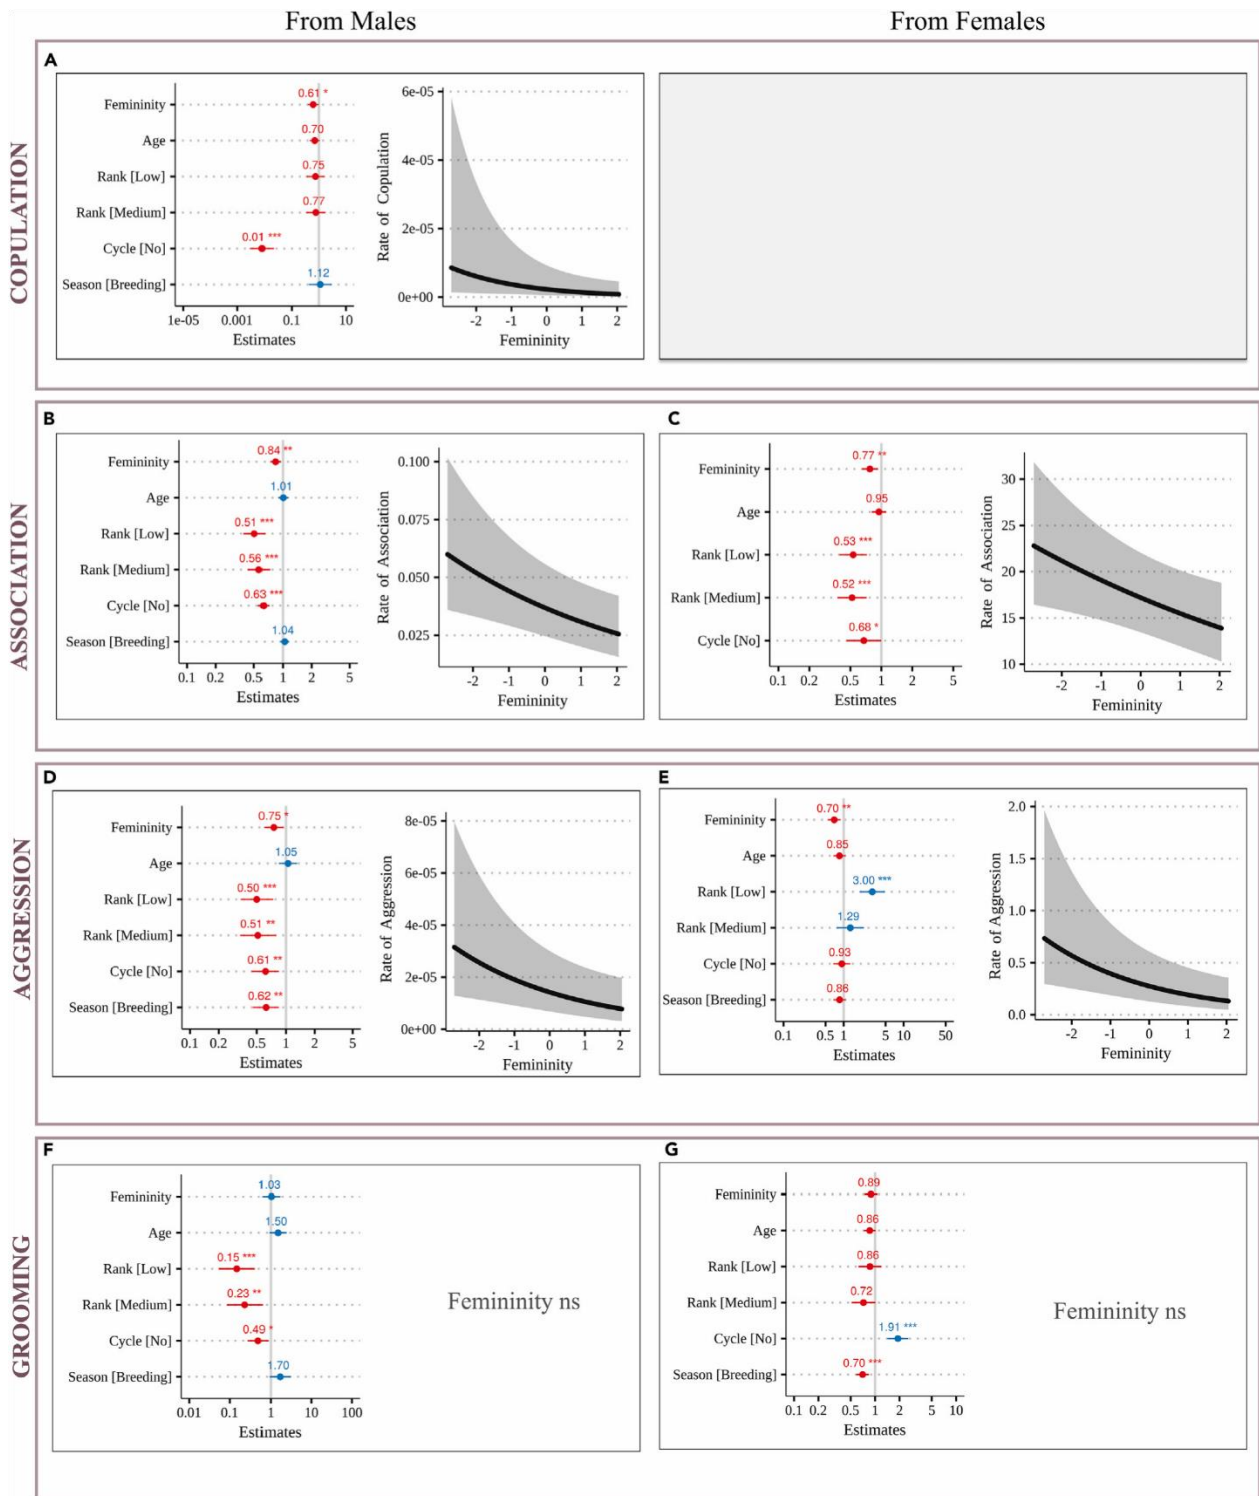 From Males
From Females
COPULATION
A
Femininity
Age
Rank [Low]
Rank [Medium]
Cycle [No]
Season [Breeding]
0.61 *
0.70
0.75
0.77
0.01 ***
1.12
1e-05 0.001 0.1 10
Estimates
Rate of Copulation
6e-05
4e-05
2e-05
0e+00
-2 -1 0 1 2
Femininity
ASSOCIATION
B
Femininity
Age
Rank [Low]
Rank [Medium]
Cycle [No]
Season [Breeding]
0.84 **
1.01
0.51 ***
0.56 ***
0.63 ***
1.04
0.1 0.2 0.5 1 2 5
Estimates
Rate of Association
0.100
0.075
0.050
0.025
-2 -1 0 1 2
Femininity
C
Femininity
Age
Rank [Low]
Rank [Medium]
Cycle [No]
0.77 **
0.95
0.53 ***
0.52 ***
0.68 *
0.1 0.2 0.5 1 2 5
Estimates
Rate of Association
30
25
20
15
10
-2 -1 0 1 2
Femininity
AGGRESSION
D
Femininity
Age
Rank [Low]
Rank [Medium]
Cycle [No]
Season [Breeding]
0.75 *
1.05
0.50 ***
0.51 **
0.61 **
0.62 **
0.1 0.2 0.5 1 2 5
Estimates
Rate of Aggression
8e-05
6e-05
4e-05
2e-05
0e+00
-2 -1 0 1 2
Femininity
E
Femininity
Age
Rank [Low]
Rank [Medium]
Cycle [No]
Season [Breeding]
0.70 **
0.85
3.00 ***
1.29
0.93
0.86
0.1 0.5 1 5 10 50
Estimates
Rate of Aggression
2.0
1.5
1.0
0.5
0.0
-2 -1 0 1 2
Femininity
GROOMING
F
Femininity
Age
Rank [Low]
Rank [Medium]
Cycle [No]
Season [Breeding]
1.03
1.50
0.15 ***
0.23 **
0.49 *
1.70
0.01 0.1 1 10 100
Estimates
Femininity ns
G
Femininity
Age
Rank [Low]
Rank [Medium]
Cycle [No]
Season [Breeding]
0.89
0.86
0.86
0.72
1.91 ***
0.70 ***
0.1 0.2 0.5 1 2 5 10
Estimates
Femininity ns